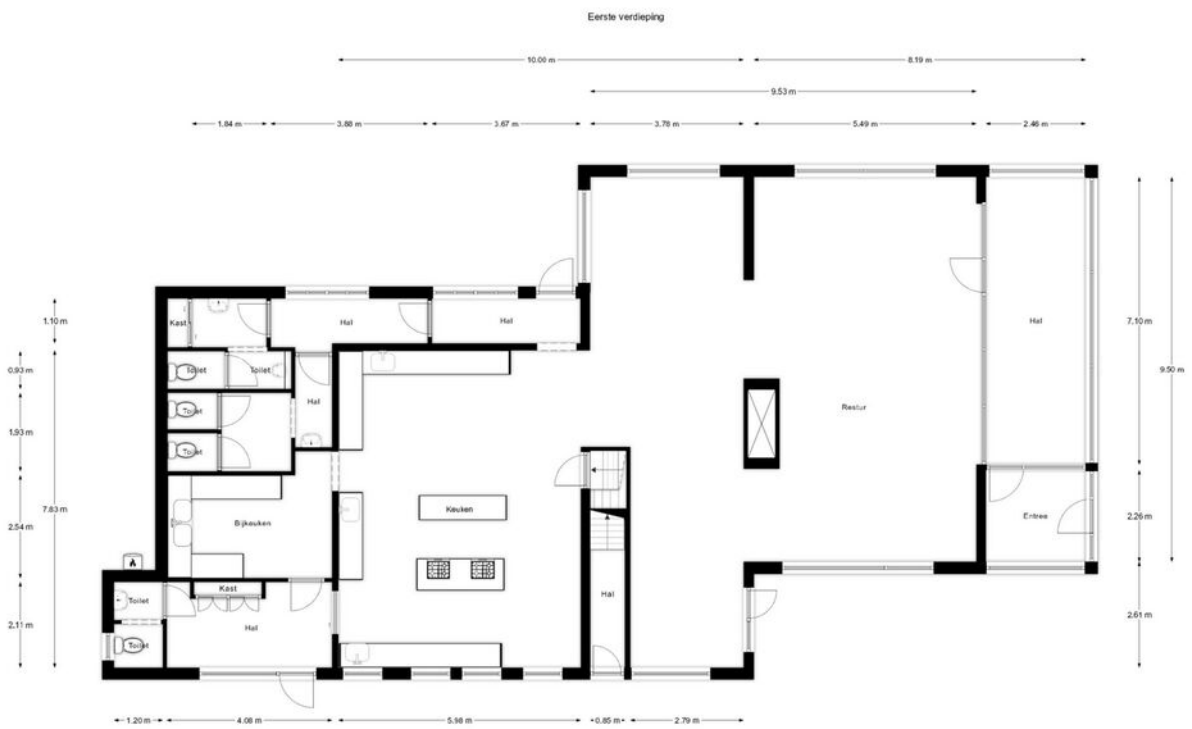 Eerste verdieping
10.00 m
8.19 m
9.53 m
1.84 m
3.88 m
3.67 m
3.78 m
5.49 m
2.46 m
1.10 m
Kast
Hal
Hal
Hal
7.10 m
0.93 m
Toilet
Toilet
9.50 m
1.93 m
Toilet
Hal
Restur
Toilet
7.83 m
2.54 m
Bijkeuken
Keuken
Entree
2.26 m
Toilet
Kast
Hal
2.11 m
Hal
2.61 m
Toilet
1.20 m
4.08 m
5.98 m
0.85 m
2.79 m